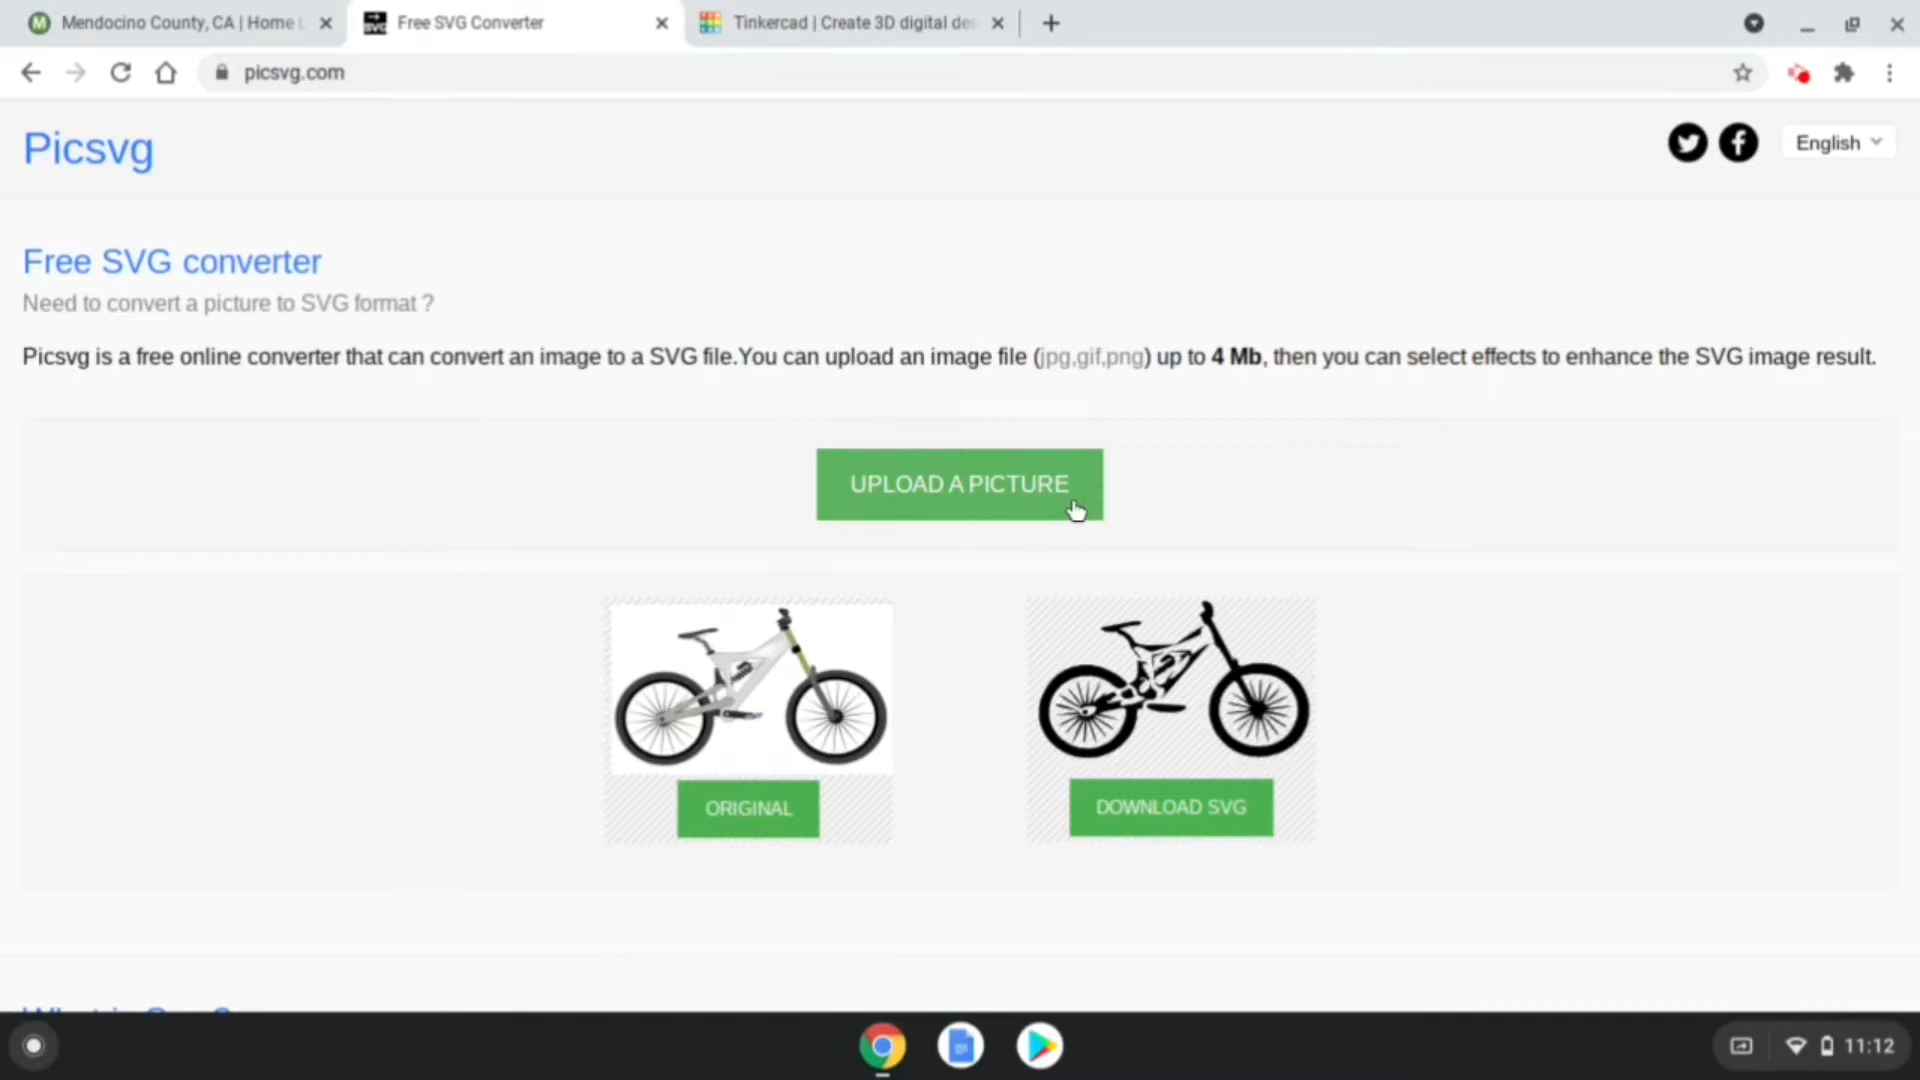 Mendocino County, CA | Home L
Free SVG Converter
Tinkercad | Create 3D digital des
picsvg.com
Picsvg
English
Free SVG converter
Need to convert a picture to SVG format ?
Picsvg is a free online converter that can convert an image to a SVG file.You can upload an image file (jpg,gif,png) up to 4 Mb, then you can select effects to enhance the SVG image result.
UPLOAD A PICTURE
ORIGINAL
DOWNLOAD SVG
11:12